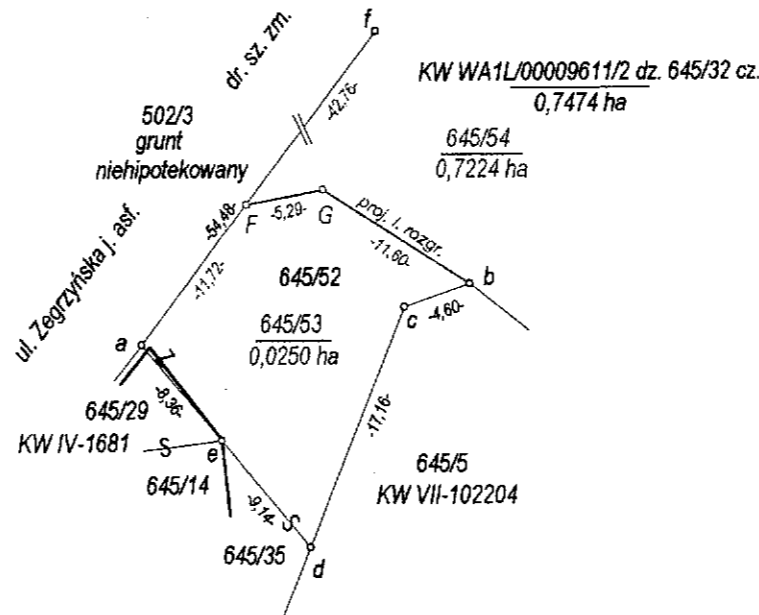 f
dr. sz. zm.
-42,76-
KW WA1L/00009611/2 dz. 645/32 cz.
0,7474 ha
502/3
grunt
niehipotekowany
645/54
0,7224 ha
-54,48-
F
-5,29-
G
proj. l. rozgr.
-11,60-
ul. Zegrzyńska j. asf.
-11,72-
645/52
b
c
-4,60-
645/53
0,0250 ha
a
-8,36-
-17,16-
645/29
KW IV-1681
S
e
645/14
645/5
KW VII-102204
-9,14-
S
645/35
d